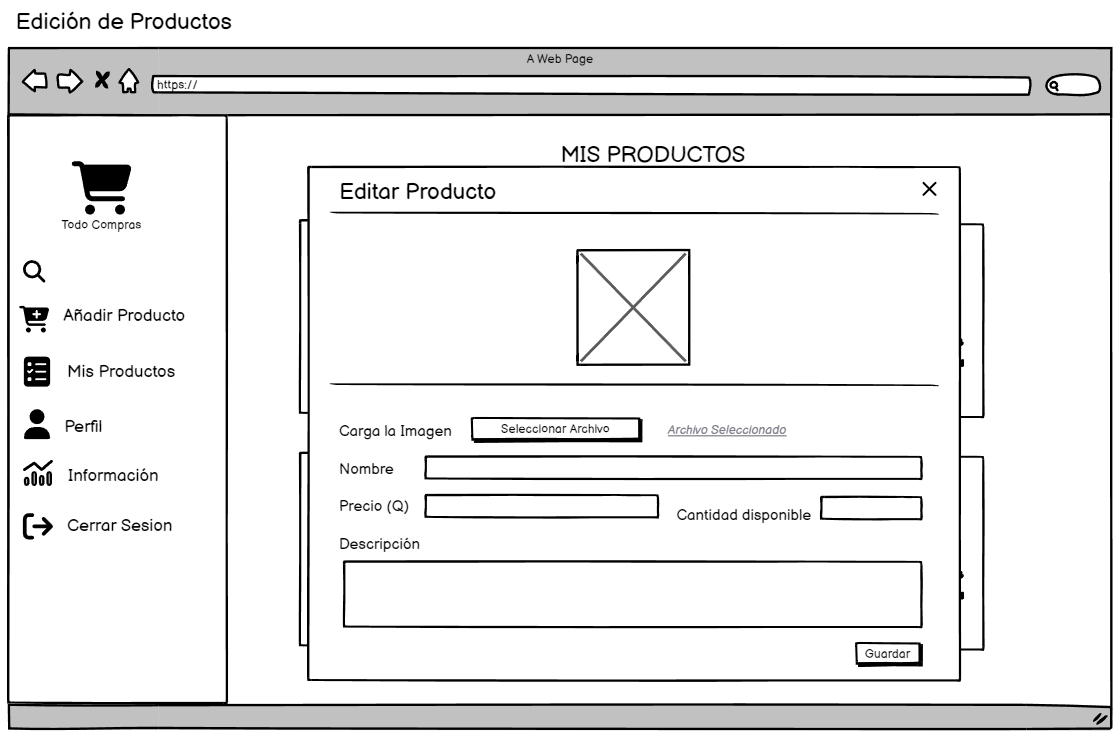 Edición de Productos
A Web Page
https://
MIS PRODUCTOS
Todo Compras
Añadir Producto
Mis Productos
Perfil
Información
Cerrar Sesion
Editar Producto
Carga la Imagen
Seleccionar Archivo
Archivo Seleccionado
Nombre
Precio (Q)
Cantidad disponible
Descripción
Guardar